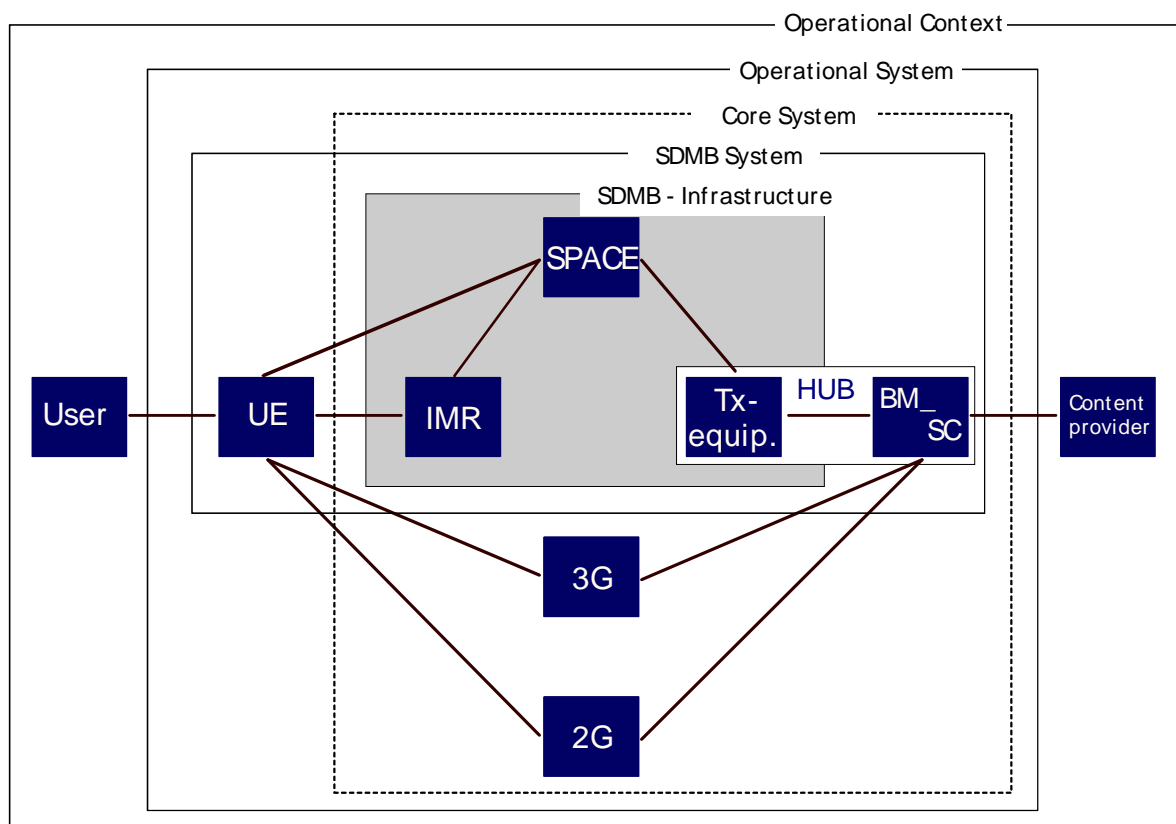 Operational Context
Operational System
Core System
SDMB System
SDMB - Infrastructure
SPACE
User
UE
IMR
Tx-
equip.
HUB
BM_
SC
Content
provider
3G
2G